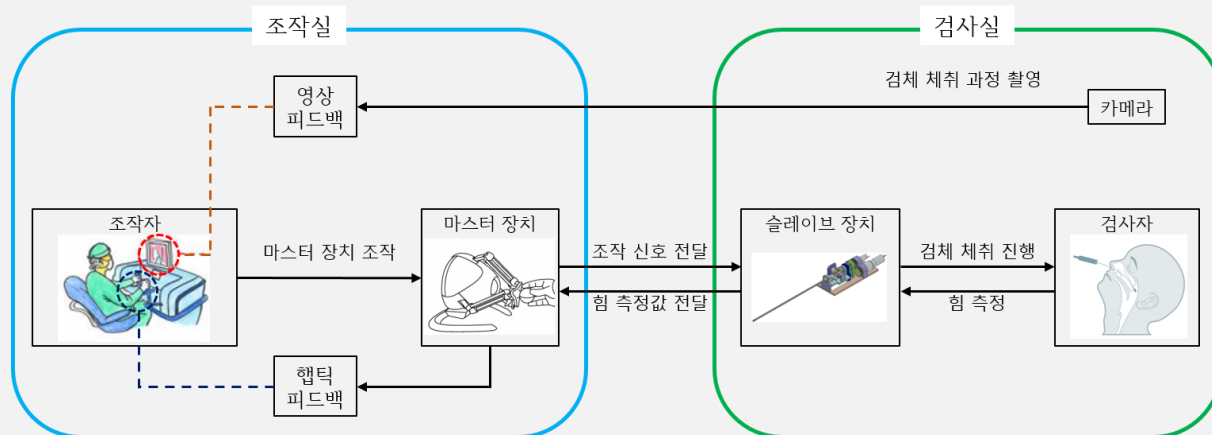 조작실
검사실
검체 체취 과정 촬영
영상
피드백
카메라
조작자
마스터 장치
슬레이브 장치
검사자
마스터 장치 조작
조작 신호 전달
검체 체취 진행
힘 측정값 전달
힘 측정
햅틱
피드백